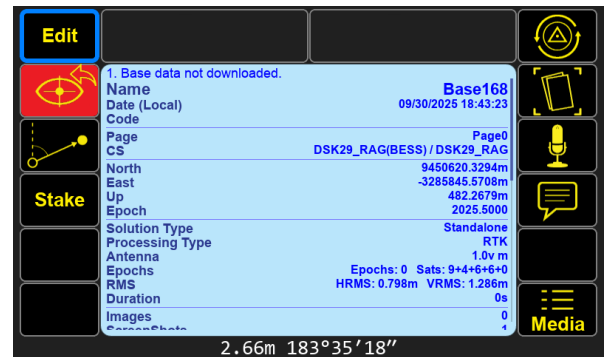 Edit
1. Base data not downloaded.
Name Base168
Date (Local) 09/30/2025 18:43:23
Code
Page Page0
CS DSK29_RAG(BESS) / DSK29_RAG
North 9450620.3294m
East -3285845.5708m
Up 482.2679m
Epoch 2025.5000
Stake
Solution Type Standalone
Processing Type RTK
Antenna 1.0v m
Epochs Epochs: 0 Sats: 9+4+6+6+0
RMS HRMS: 0.798m VRMS: 1.286m
Duration 0s
Images 0
ScreenShots 1
Media
2.66m 183°35′18″